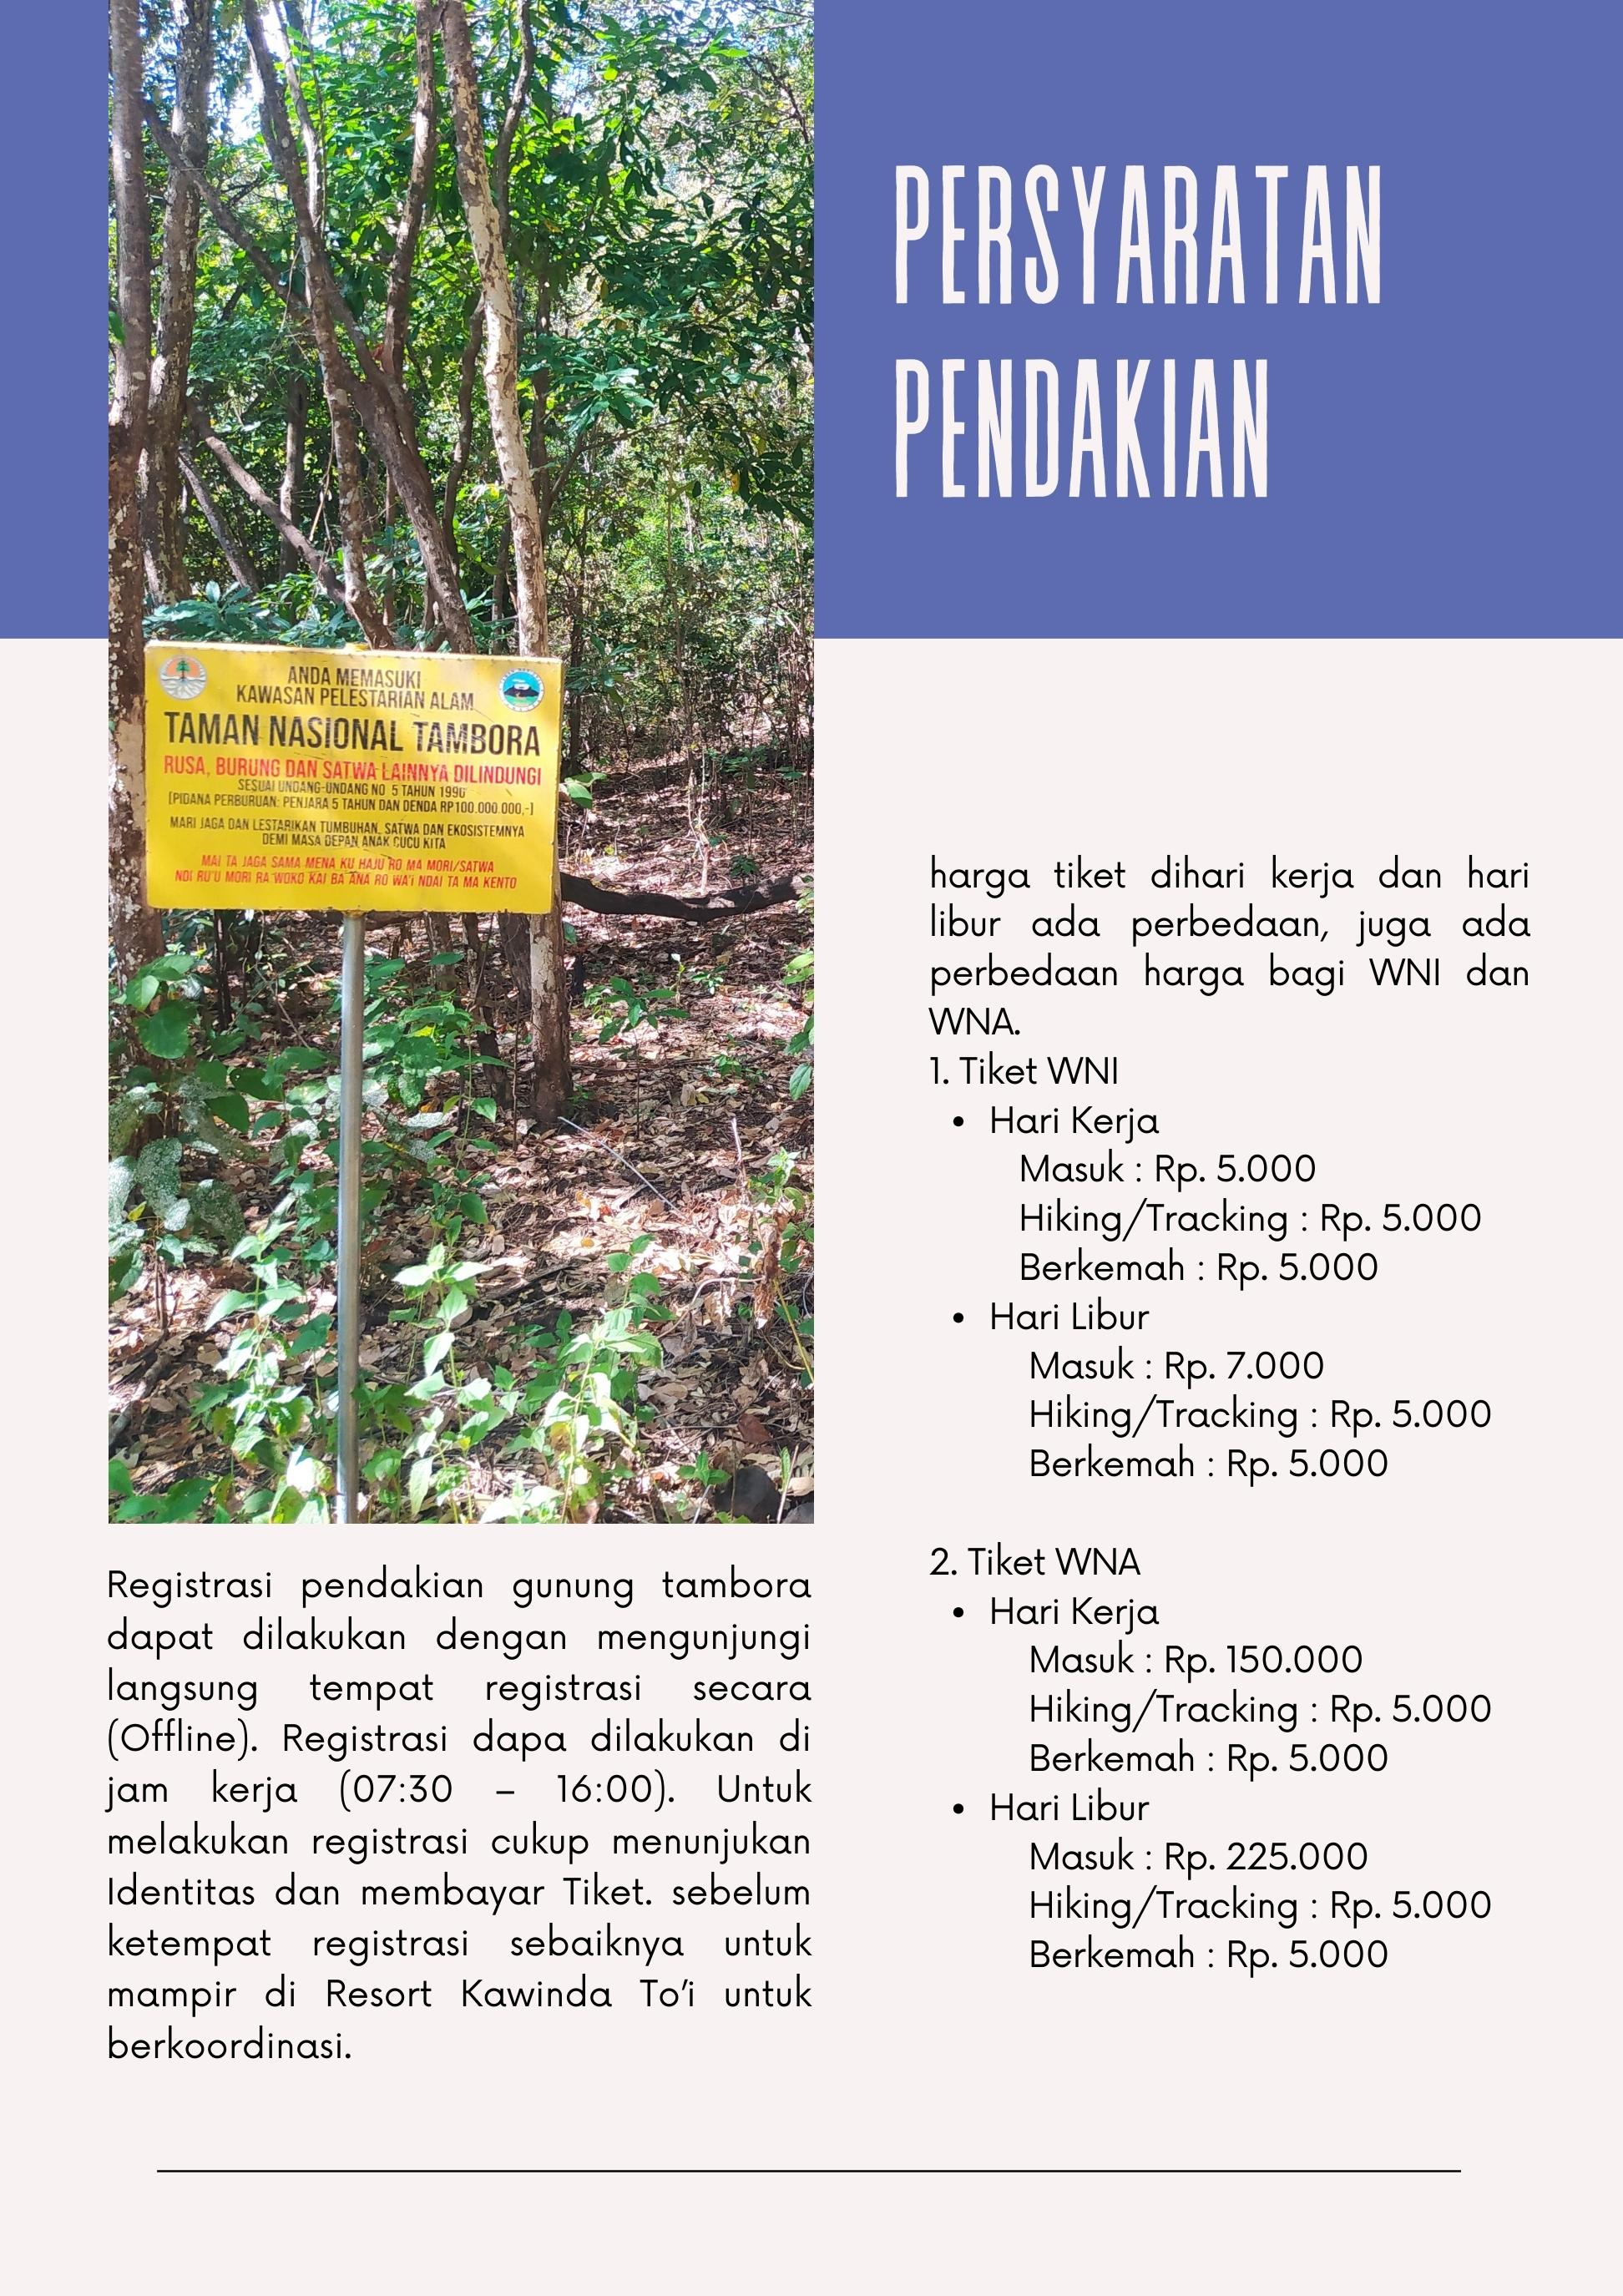 PERSYARATAN
PENDAKIAN
ANDA MEMASUKI
KAWASAN PELESTARIAN ALAM
TAMAN NASIONAL TAMBORA
RUSA, BURUNG DAN SATWA LAINNYA DILINDUNGI
SESUAI UNDANG-UNDANG NO 5 TAHUN 1990
[PIDANA PERBURUAN: PENJARA 5 TAHUN DAN DENDA RP100.000.000,-]
MARI JAGA DAN LESTARIKAN TUMBUHAN, SATWA DAN EKOSISTEMNYA
DEMI MASA DEPAN ANAK CUCU KITA
MAI TA JAGA SAMA MENA KU HAJU RO MA MORI/SATWA
NDI RU'U MORI RA WOKO KAI BA ANA RO WA'I NDAI TA MA KENTO
Registrasi pendakian gunung tambora
dapat dilakukan dengan mengunjungi
langsung tempat registrasi secara
(Offline). Registrasi dapa dilakukan di
jam kerja (07:30 – 16:00). Untuk
melakukan registrasi cukup menunjukan
Identitas dan membayar Tiket. sebelum
ketempat registrasi sebaiknya untuk
mampir di Resort Kawinda To'i untuk
berkoordinasi.
harga tiket dihari kerja dan hari
libur ada perbedaan, juga ada
perbedaan harga bagi WNI dan
WNA.
1. Tiket WNI
• Hari Kerja
Masuk : Rp. 5.000
Hiking/Tracking : Rp. 5.000
Berkemah : Rp. 5.000
• Hari Libur
Masuk : Rp. 7.000
Hiking/Tracking : Rp. 5.000
Berkemah : Rp. 5.000
2. Tiket WNA
• Hari Kerja
Masuk : Rp. 150.000
Hiking/Tracking : Rp. 5.000
Berkemah : Rp. 5.000
• Hari Libur
Masuk : Rp. 225.000
Hiking/Tracking : Rp. 5.000
Berkemah : Rp. 5.000